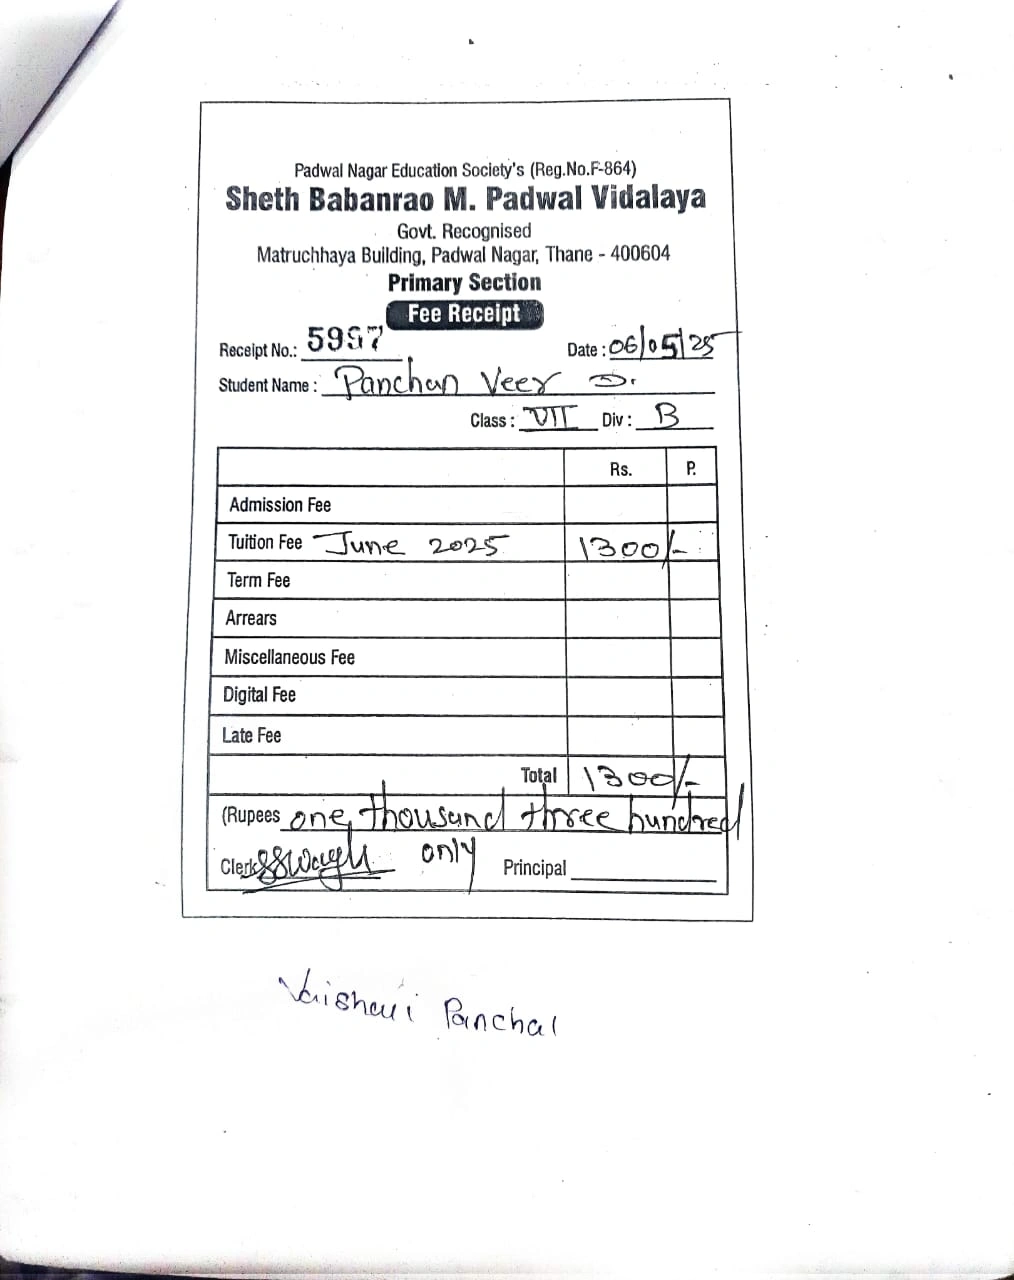 Padwal Nagar Education Society's (Reg.No.F-864)
Sheth Babanrao M. Padwal Vidalaya
Govt. Recognised
Matruchhaya Building, Padwal Nagar, Thane - 400604
Primary Section
Fee Receipt
Receipt No.: Date : 06/05/25
Student Name : Panchan Veer D.
Class : VII Div : B
Rs. P.
Admission Fee
Tuition Fee June 2025 1300/-
Term Fee
Arrears
Miscellaneous Fee
Digital Fee
Late Fee
Total 1300/-
(Rupees one thousand three hundred
only
Clerk Principal
Vaishavi Panchal